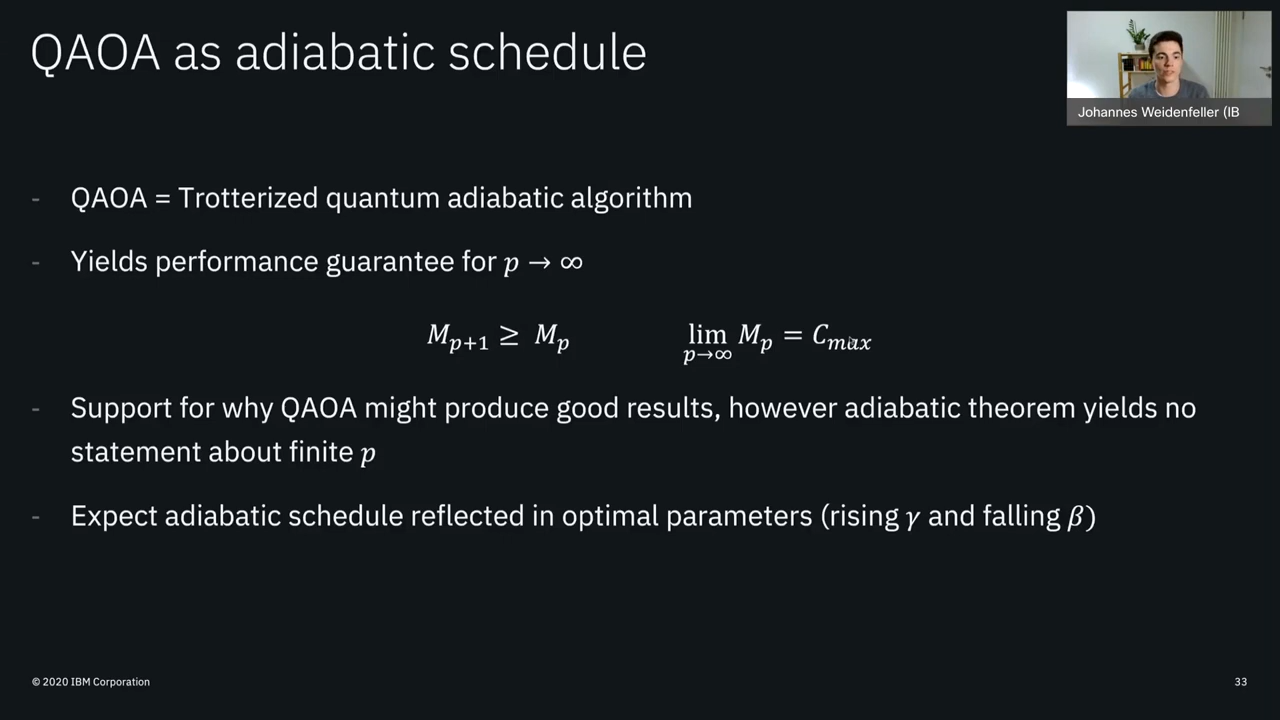 QAOA as adiabatic schedule
Johannes Weidenfeller (IB
- QAOA = Trotterized quantum adiabatic algorithm
- Yields performance guarantee for p → ∞
M_{p+1} ≥ M_p    lim_{p→∞} M_p = C_{max}
- Support for why QAOA might produce good results, however adiabatic theorem yields no
statement about finite p
- Expect adiabatic schedule reflected in optimal parameters (rising γ and falling β)
© 2020 IBM Corporation
33